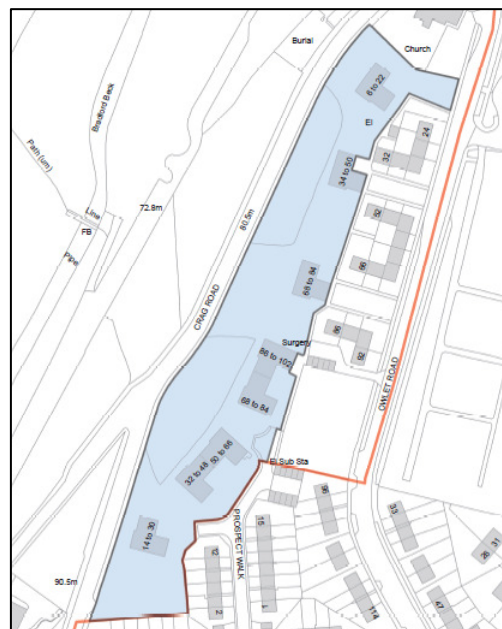 Burial
Church
6 to 22
Bradford Beck
El
24
32
Path (um)
34 to 50
Line
72.8m
80.5m
52
FB
Pipe
66
68 to 84
CRAG ROAD
86
Surgery
92
86 to 102
OWLET ROAD
68 to 84
50 to 66
El Sub Sta
32 to 48
96
15
33
PROSPECT WALK
14 to 30
31
26
90.5m
2
1
114
47